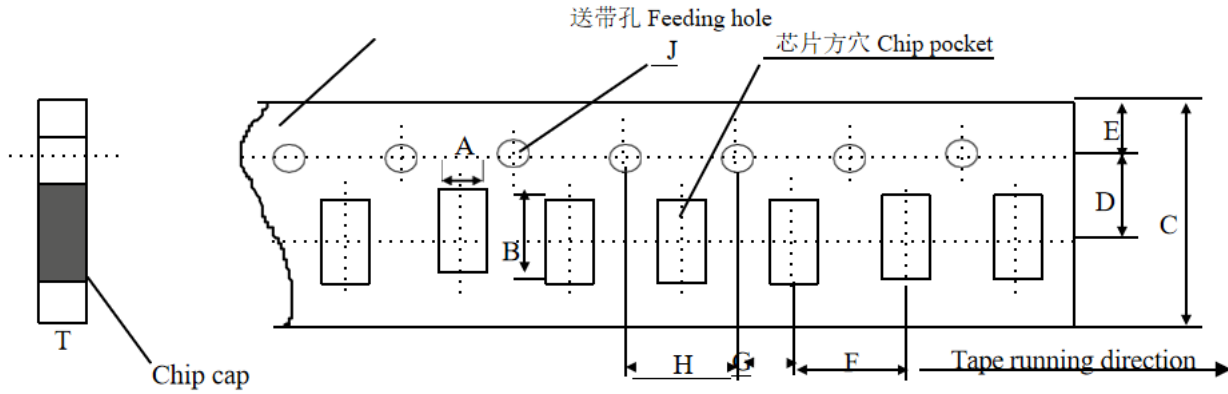 送带孔 Feeding hole
J
芯片方穴 Chip pocket
A
E
D
C
B
T
Chip cap
H
G
F
Tape running direction